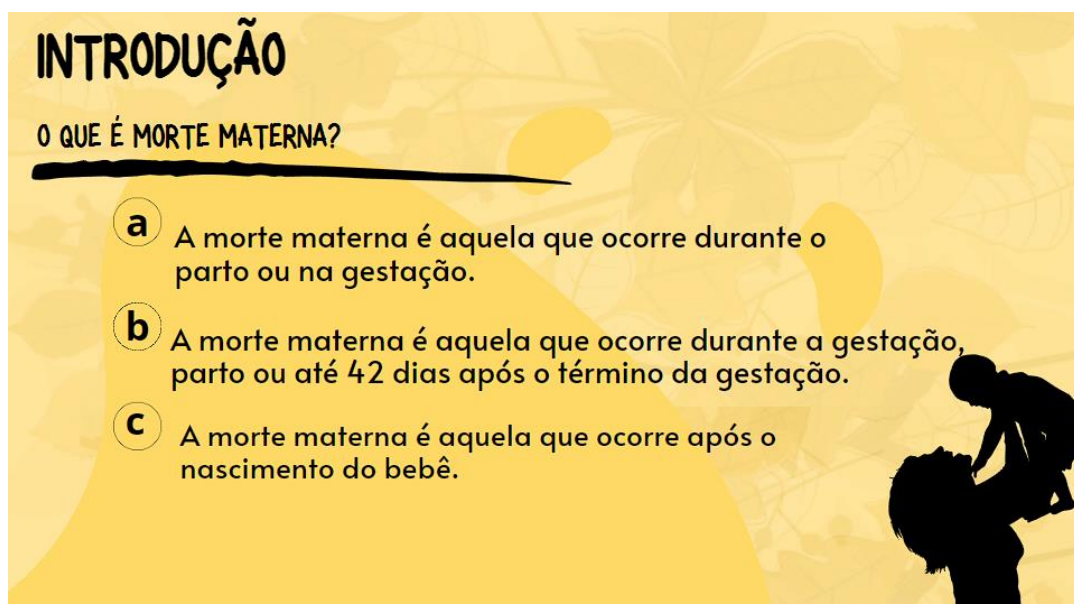 INTRODUÇÃO
O QUE É MORTE MATERNA?
a
A morte materna é aquela que ocorre durante o
parto ou na gestação.
b
A morte materna é aquela que ocorre durante a gestação,
parto ou até 42 dias após o término da gestação.
c
A morte materna é aquela que ocorre após o
nascimento do bebê.